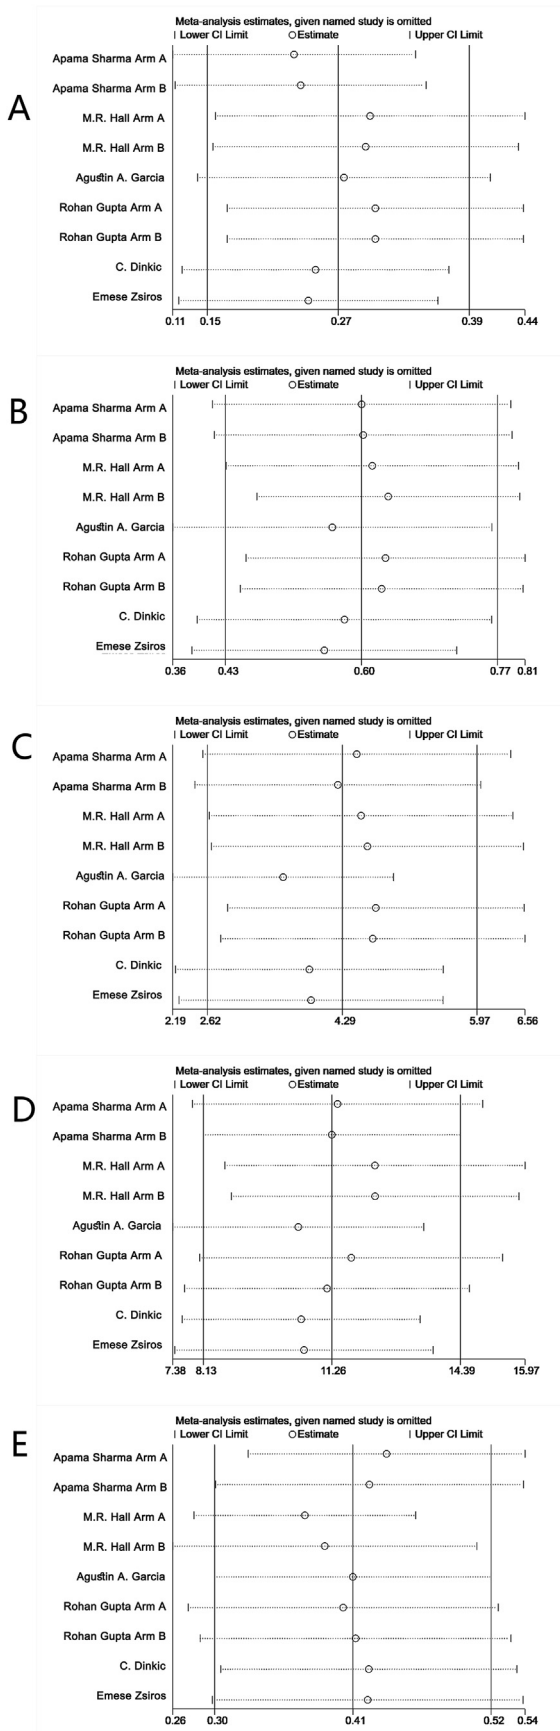 A
Meta-analysis estimates, given named study is omitted
| Lower CI Limit O Estimate | Upper CI Limit
Apama Sharma Arm A
Apama Sharma Arm B
M.R. Hall Arm A
M.R. Hall Arm B
Agustin A. Garcia
Rohan Gupta Arm A
Rohan Gupta Arm B
C. Dinkic
Emese Zsiros
0.11 0.15 0.27 0.39 0.44
B
Meta-analysis estimates, given named study is omitted
| Lower CI Limit O Estimate | Upper CI Limit
Apama Sharma Arm A
Apama Sharma Arm B
M.R. Hall Arm A
M.R. Hall Arm B
Agustin A. Garcia
Rohan Gupta Arm A
Rohan Gupta Arm B
C. Dinkic
Emese Zsiros
0.36 0.43 0.60 0.77 0.81
C
Meta-analysis estimates, given named study is omitted
| Lower CI Limit O Estimate | Upper CI Limit
Apama Sharma Arm A
Apama Sharma Arm B
M.R. Hall Arm A
M.R. Hall Arm B
Agustin A. Garcia
Rohan Gupta Arm A
Rohan Gupta Arm B
C. Dinkic
Emese Zsiros
2.19 2.62 4.29 5.97 6.56
D
Meta-analysis estimates, given named study is omitted
| Lower CI Limit O Estimate | Upper CI Limit
Apama Sharma Arm A
Apama Sharma Arm B
M.R. Hall Arm A
M.R. Hall Arm B
Agustin A. Garcia
Rohan Gupta Arm A
Rohan Gupta Arm B
C. Dinkic
Emese Zsiros
7.38 8.13 11.26 14.39 15.97
E
Meta-analysis estimates, given named study is omitted
| Lower CI Limit O Estimate | Upper CI Limit
Apama Sharma Arm A
Apama Sharma Arm B
M.R. Hall Arm A
M.R. Hall Arm B
Agustin A. Garcia
Rohan Gupta Arm A
Rohan Gupta Arm B
C. Dinkic
Emese Zsiros
0.26 0.30 0.41 0.52 0.54